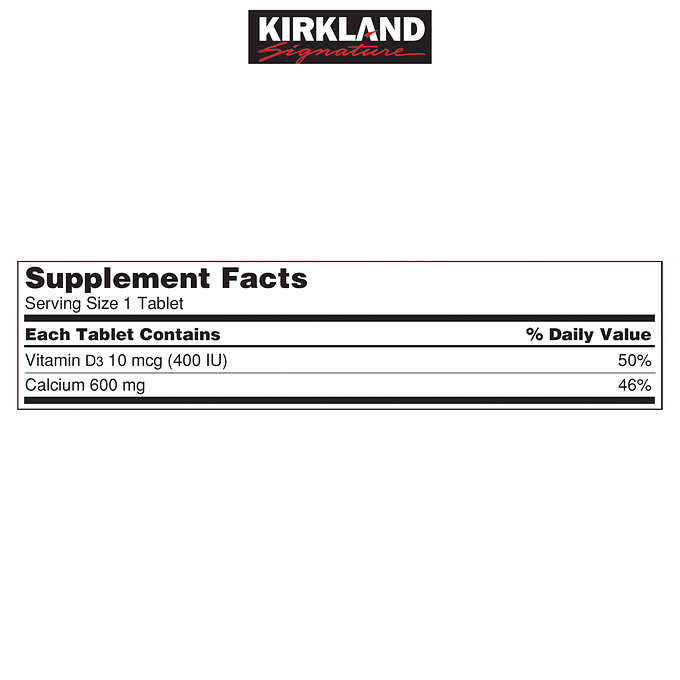 KIRKLAND
Signature
Supplement Facts
Serving Size 1 Tablet
Each Tablet Contains % Daily Value
Vitamin D3 10 mcg (400 IU) 50%
Calcium 600 mg 46%